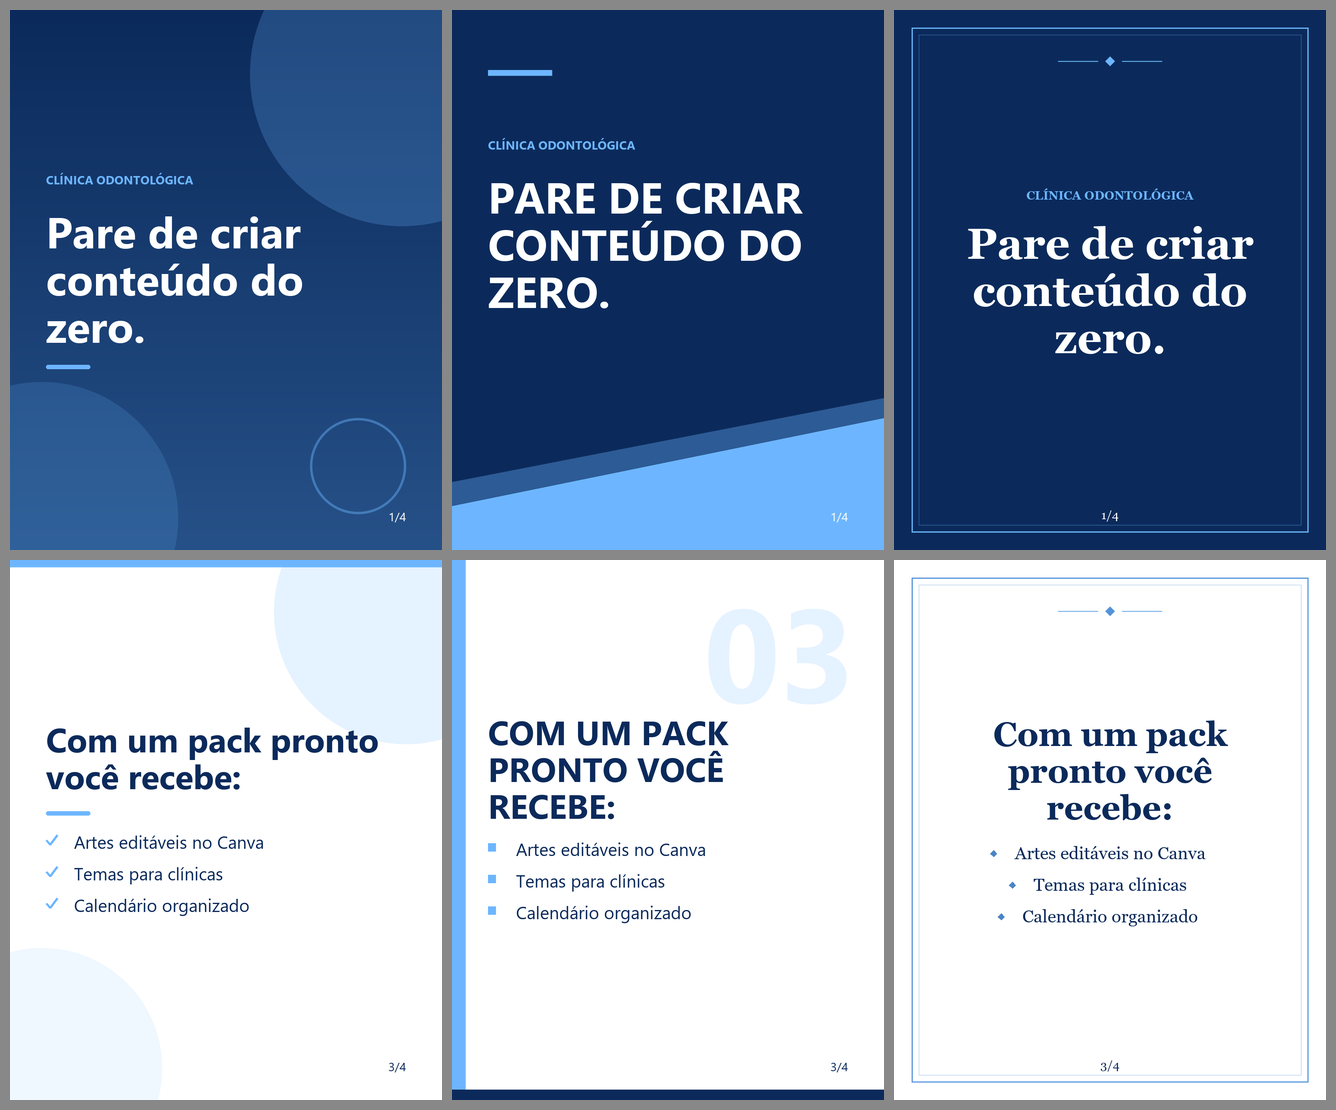 CLÍNICA ODONTOLÓGICA
Pare de criar
conteúdo do
zero.
1/4
CLÍNICA ODONTOLÓGICA
PARE DE CRIAR
CONTEÚDO DO
ZERO.
1/4
CLÍNICA ODONTOLÓGICA
Pare de criar
conteúdo do
zero.
1/4
Com um pack pronto
você recebe:
Artes editáveis no Canva
Temas para clínicas
Calendário organizado
3/4
03
COM UM PACK
PRONTO VOCÊ
RECEBE:
Artes editáveis no Canva
Temas para clínicas
Calendário organizado
3/4
Com um pack
pronto você
recebe:
Artes editáveis no Canva
Temas para clínicas
Calendário organizado
3/4